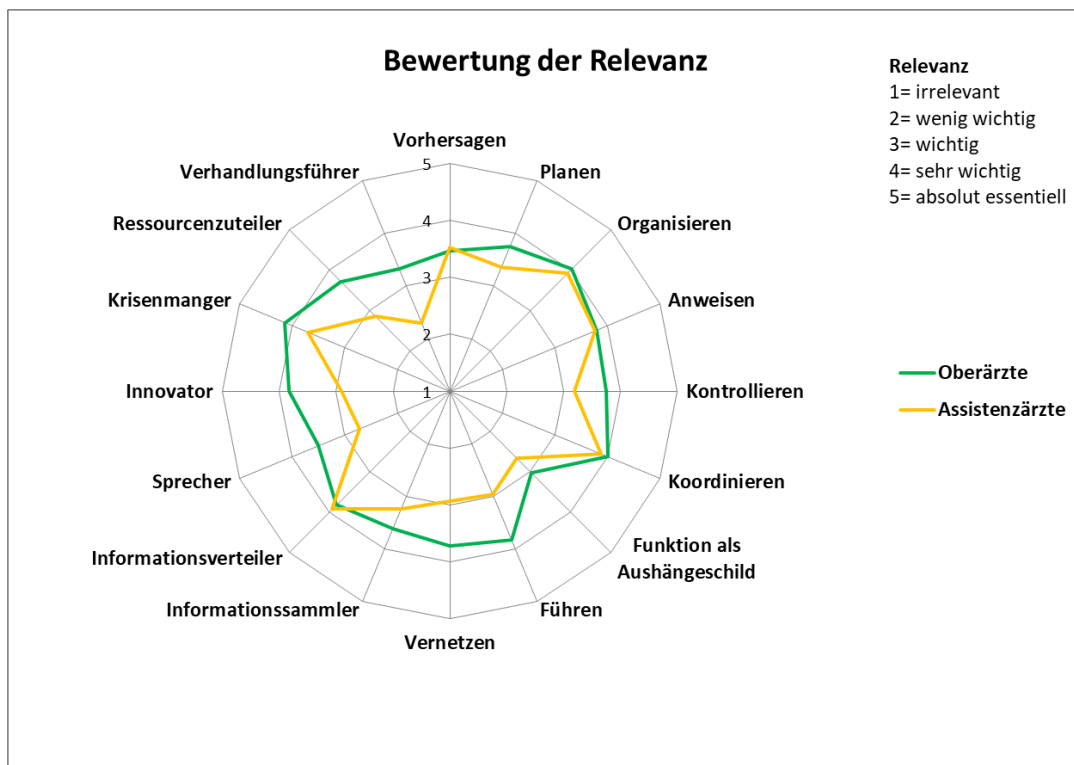 Bewertung der Relevanz
Relevanz
1= irrelevant
2= wenig wichtig
3= wichtig
4= sehr wichtig
5= absolut essentiell
Vorhersagen
Planen
Organisieren
Anweisen
Kontrollieren
Koordinieren
Funktion als
Aushängeschild
Führen
Vernetzen
Informationssammler
Informationsverteiler
Sprecher
Innovator
Krisenmanger
Ressourcenzuteiler
Verhandlungsführer
5
4
3
2
1
Oberärzte
Assistenzärzte